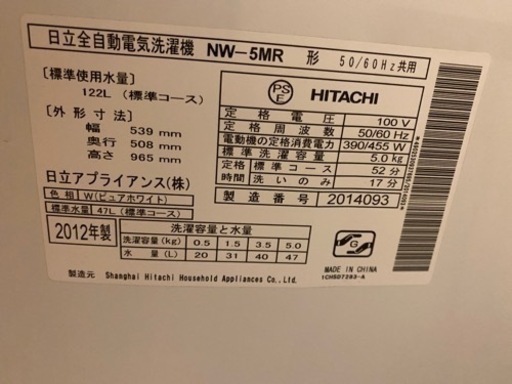 日立全自動電気洗濯機 NW-5MR 形 50/60Hz共用
〔標準使用水量〕
122L (標準コース)
〔外形寸法〕
幅 539 mm
奥行 508 mm
高さ 965 mm
日立アプライアンス(株)
色相 W(ピュアホワイト)
標準水量 47L (標準コース)
2012年製
PS
E
HITACHI
定格電圧 100 V
定格周波数 50/60 Hz
電動機の定格消費電力 390/455 W
標準洗濯容量 5.0kg
定格時間 標準コース 52分
洗いのみ 17分
製造番号 2014093
洗濯容量と水量
洗濯容量(kg) 0.5 1.5 3.5 5.0
水量(L) 20 31 40 47
G
製造元 Shanghai Hitachi Household Appliances Co.,Ltd.
1CHSD7283-A